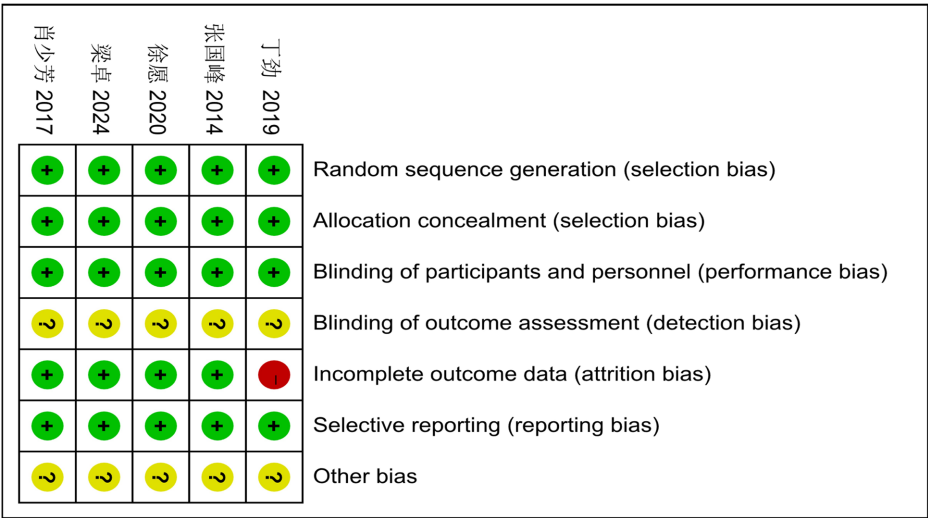 肖少芳 2017
梁卓 2024
徐愿 2020
张国峰 2014
丁劲 2019
+ + + + + Random sequence generation (selection bias)
+ + + + + Allocation concealment (selection bias)
+ + + + + Blinding of participants and personnel (performance bias)
? ? ? ? ? Blinding of outcome assessment (detection bias)
+ + + + Incomplete outcome data (attrition bias)
+ + + + + Selective reporting (reporting bias)
? ? ? ? ? Other bias